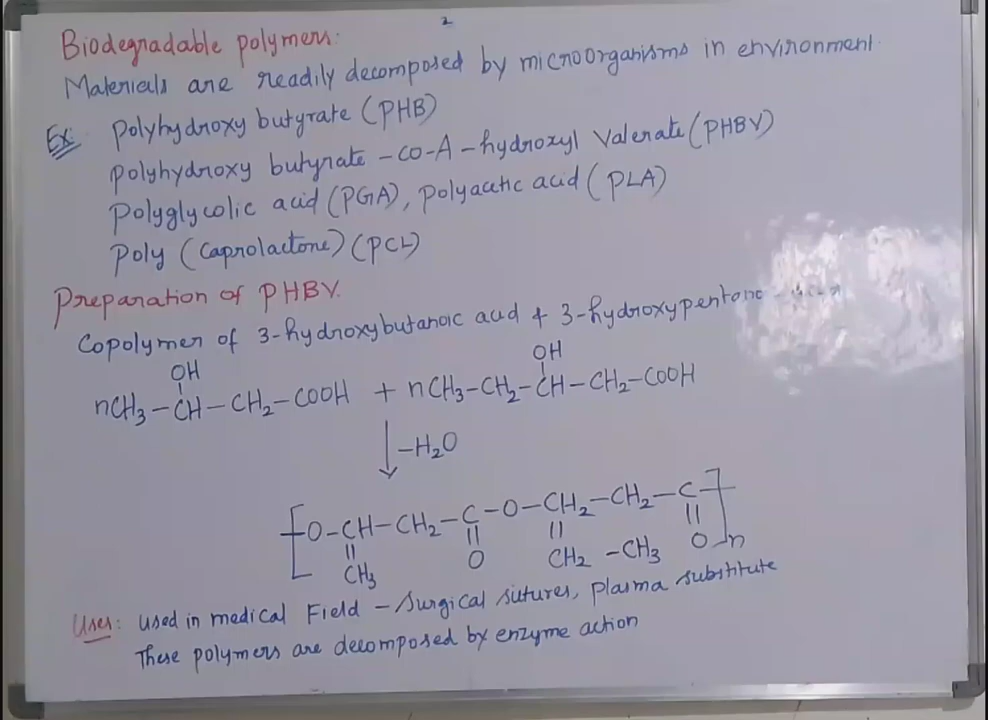 2
Biodegradable polymers:
Materials are readily decomposed by microorganisms in environment.
Ex: Polyhydroxy butyrate (PHB)
Polyhydroxy butyrate - co-A - hydroxyl Valerate (PHBV)
Polyglycolic acid (PGA), Polyactic acid (PLA)
Poly (Caprolactone) (PCL)
Preparation of PHBV.
Copolymer of 3-hydroxybutanoic acid + 3-hydroxypentanoic
OH OH
nCH₃-CH-CH₂-COOH + nCH₃-CH₂-CH-CH₂-COOH
↓-H₂O
[O-CH-CH₂-C-O-CH₂-CH₂-C]
CH₃ O CH₂-CH₃ O n
Uses: Used in medical Field - Surgical sutures, plasma substitute
These polymers are decomposed by enzyme action